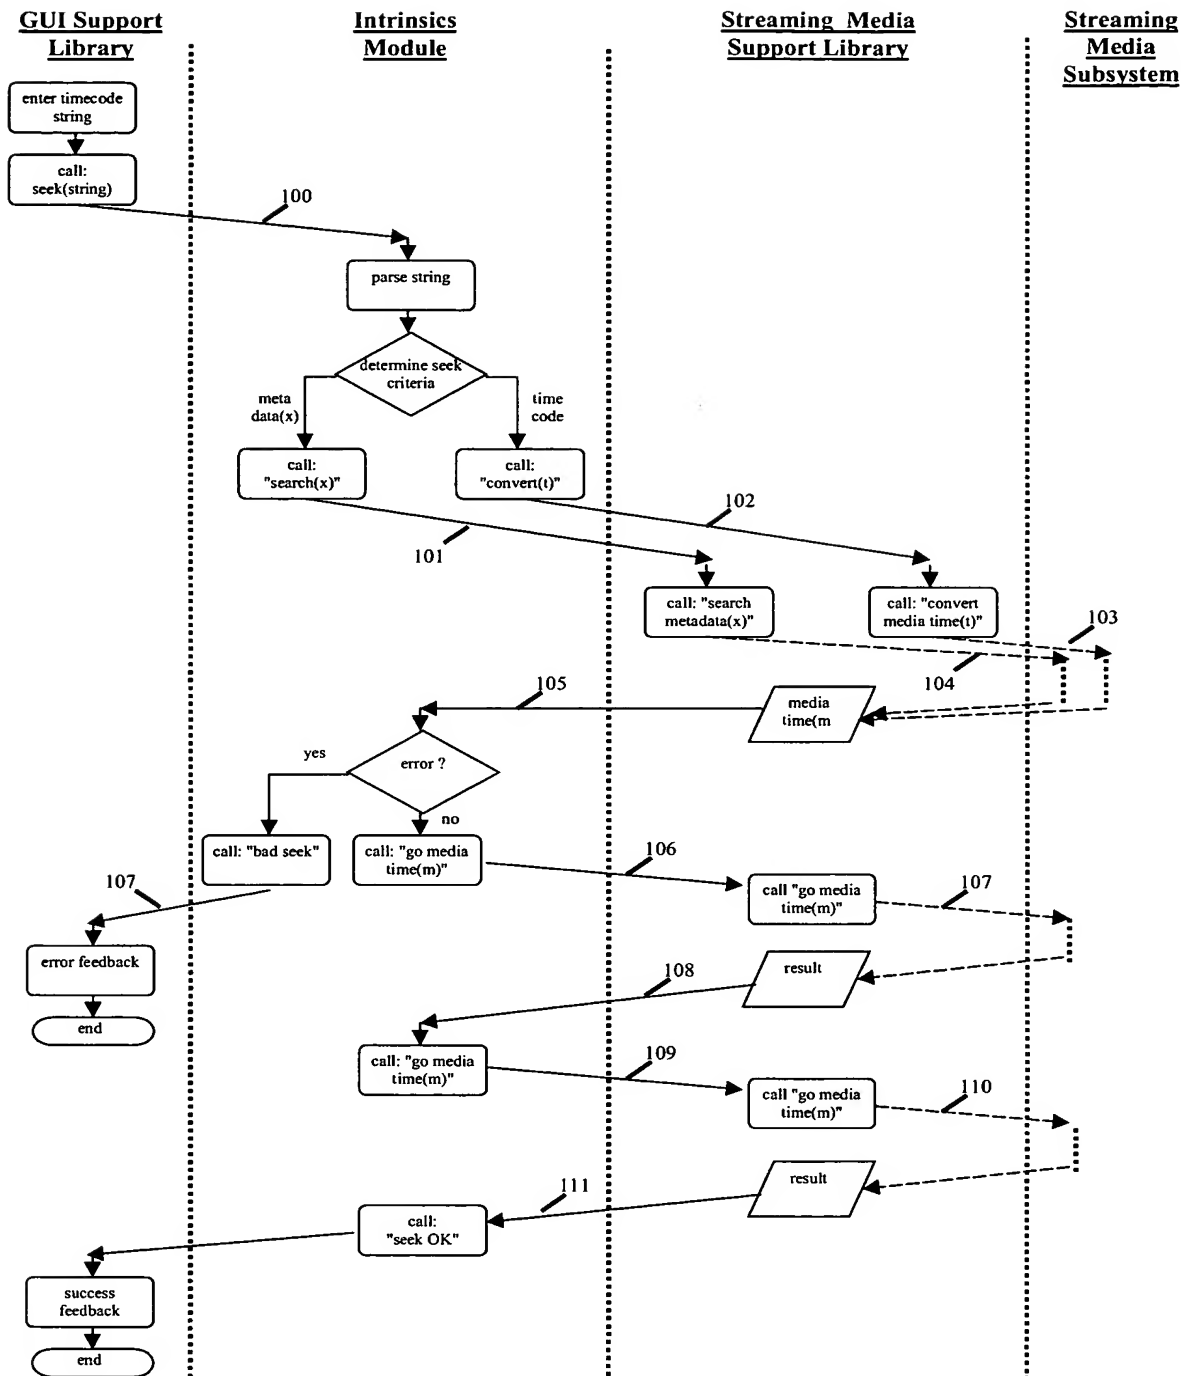 GUI Support
Library
Intrinsics
Module
Streaming Media
Support Library
Streaming
Media
Subsystem
enter timecode
string
call:
seek(string)
100
parse string
determine seek
criteria
meta
data(x)
time
code
call:
"search(x)"
call:
"convert(t)"
101
102
call: "search
metadata(x)"
call: "convert
media time(t)"
103
104
105
media
time(m
error ?
yes
no
call: "bad seek"
call: "go media
time(m)"
106
107
call "go media
time(m)"
107
error feedback
end
result
108
call: "go media
time(m)"
109
call "go media
time(m)"
110
result
111
call:
"seek OK"
success
feedback
end